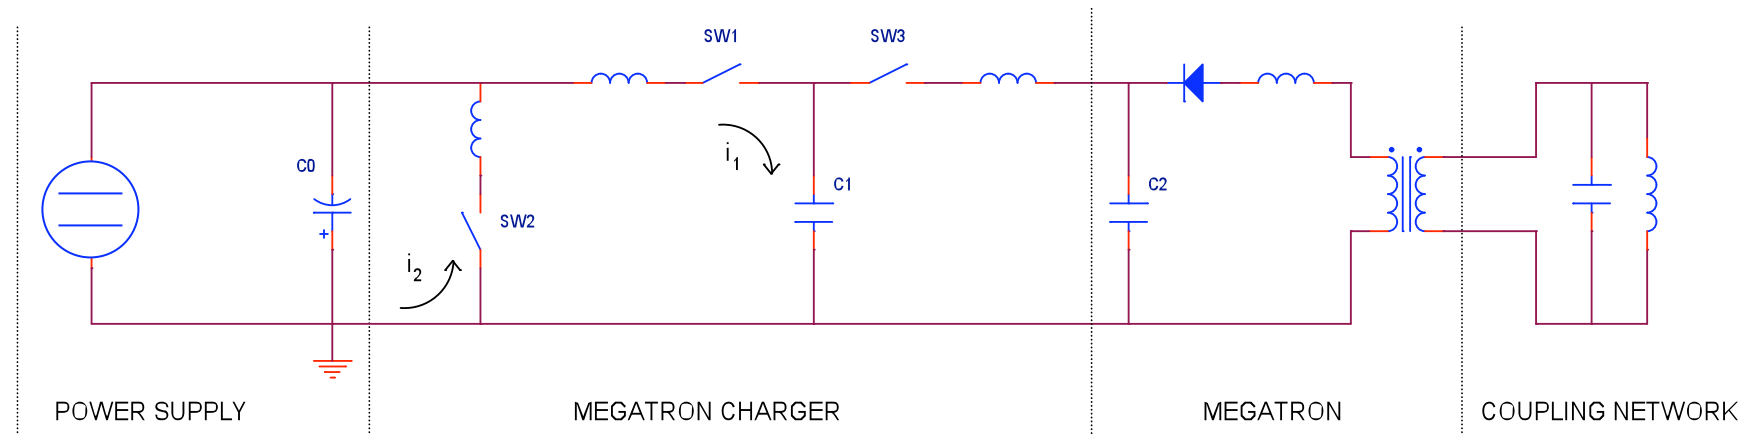 SW1
SW3
C0
i1
C1
C2
SW2
i2
+
POWER SUPPLY
MEGATRON CHARGER
MEGATRON
COUPLING NETWORK